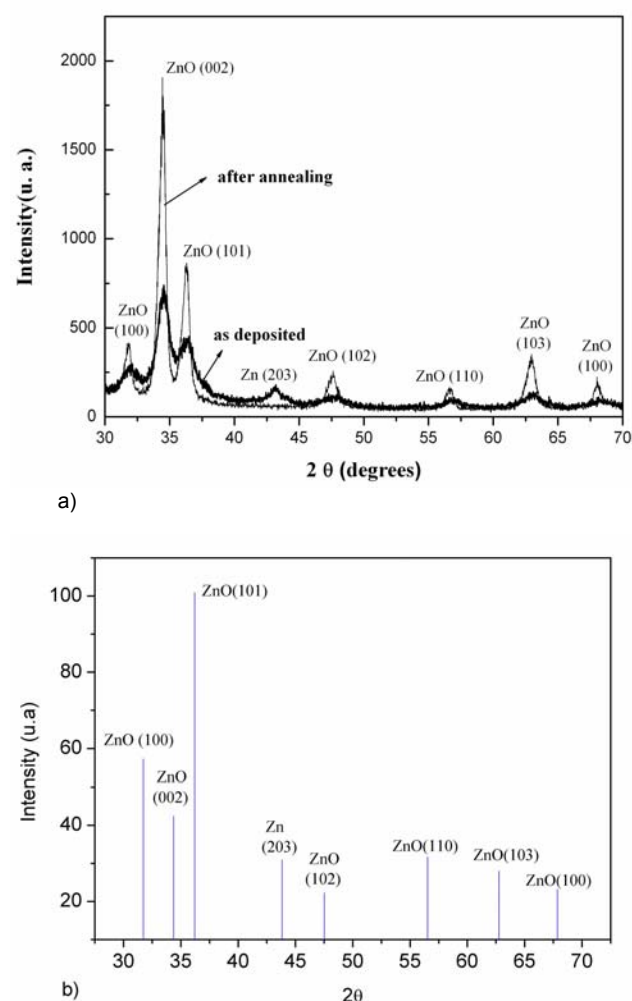 2000
1500
1000
500
0
Intensity(u. a.)
ZnO (002)
after annealing
ZnO (101)
ZnO
(100)
as deposited
Zn (203)
ZnO (102)
ZnO (110)
ZnO
(103)
ZnO
(100)
30 35 40 45 50 55 60 65 70
2 θ (degrees)
a)
100
80
60
40
20
Intensity (u.a)
ZnO(101)
ZnO (100)
ZnO
(002)
Zn
(203)
ZnO
(102)
ZnO(110)
ZnO(103)
ZnO(100)
30 35 40 45 50 55 60 65 70
2θ
b)